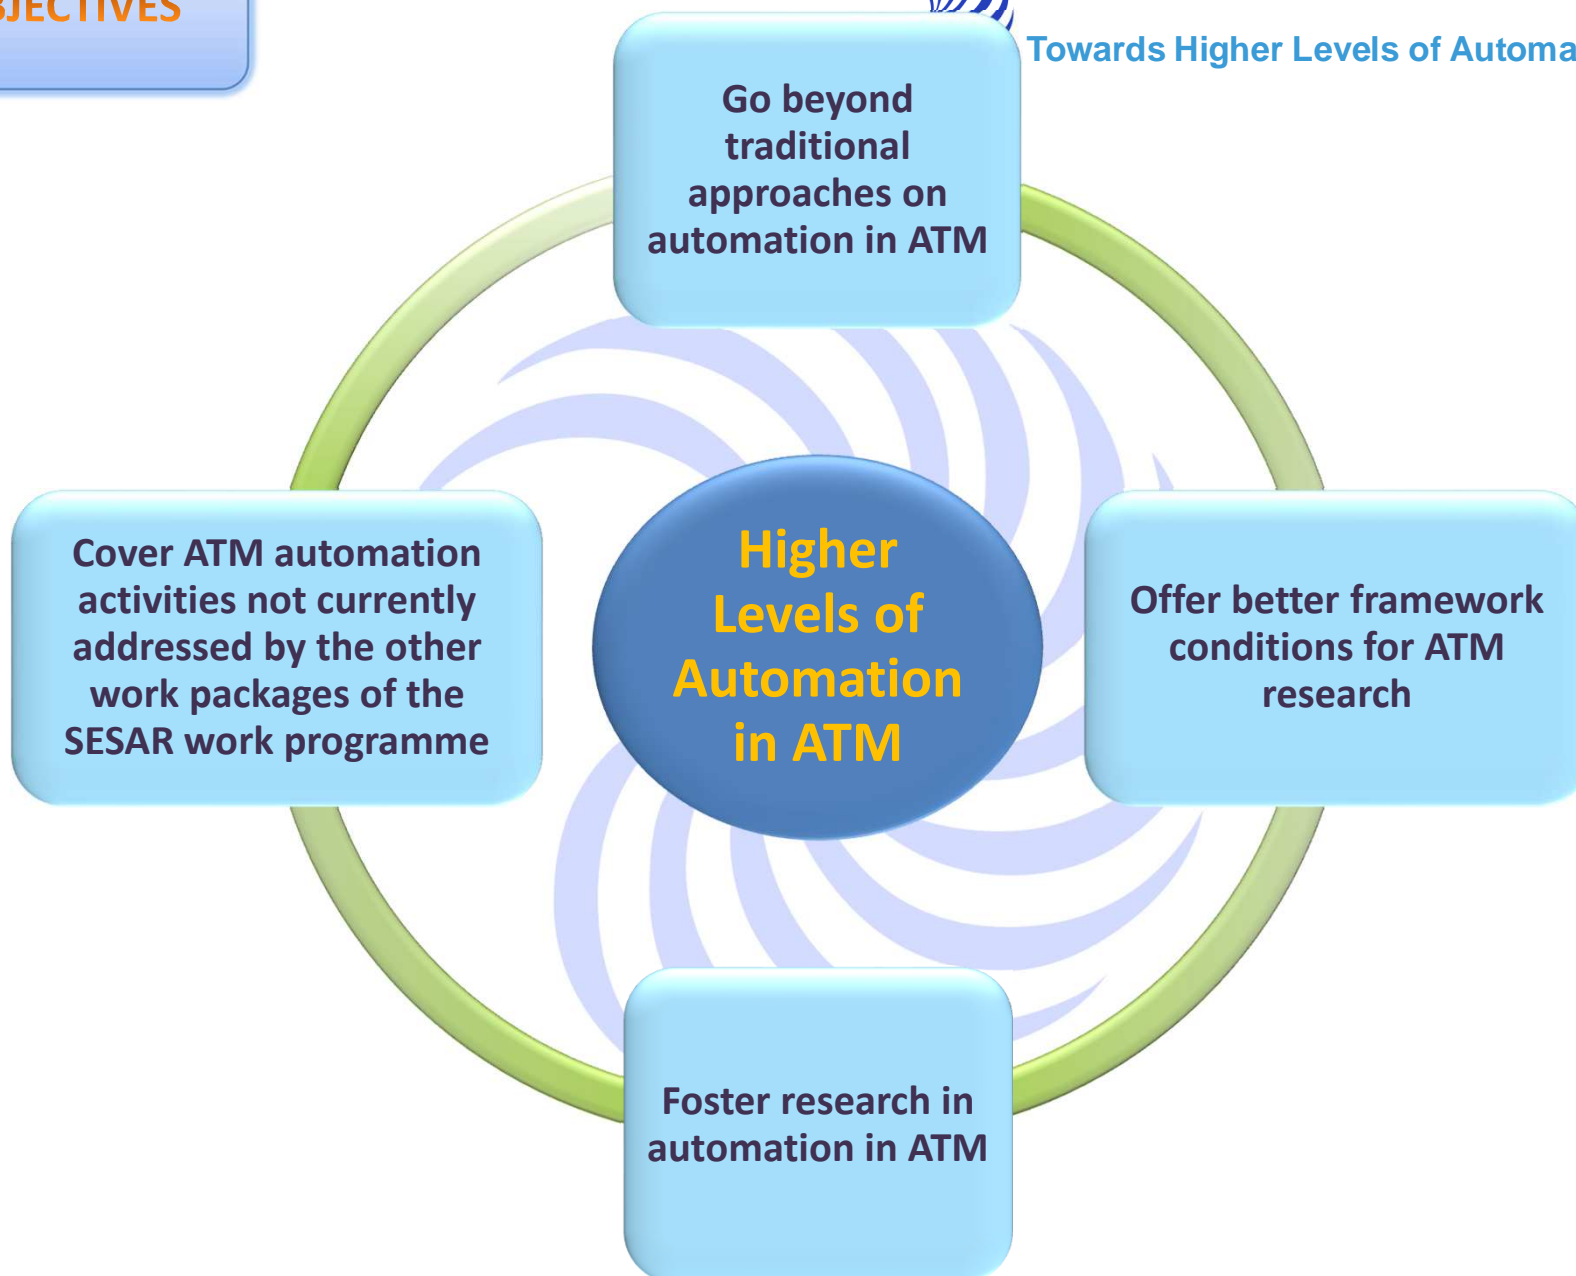 Towards Higher Levels of
Go beyond
traditional
approaches on
automation in ATM
Cover ATM automation
activities not currently
addressed by the other
work packages of the
SESAR work programme
Higher
Levels of
Automation
in ATM
Offer better framework
conditions for ATM
research
Foster research in
automation in ATM